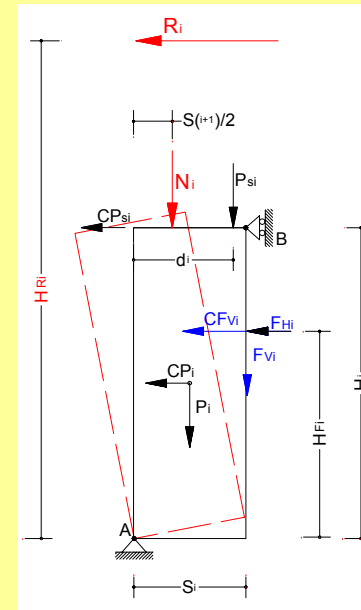 Ri
S(i+1)/2
Ni
Psi
CPsi
B
di
HRi
CFVi
FHi
FVi
CPi
Pi
HFi
Hi
A
Si